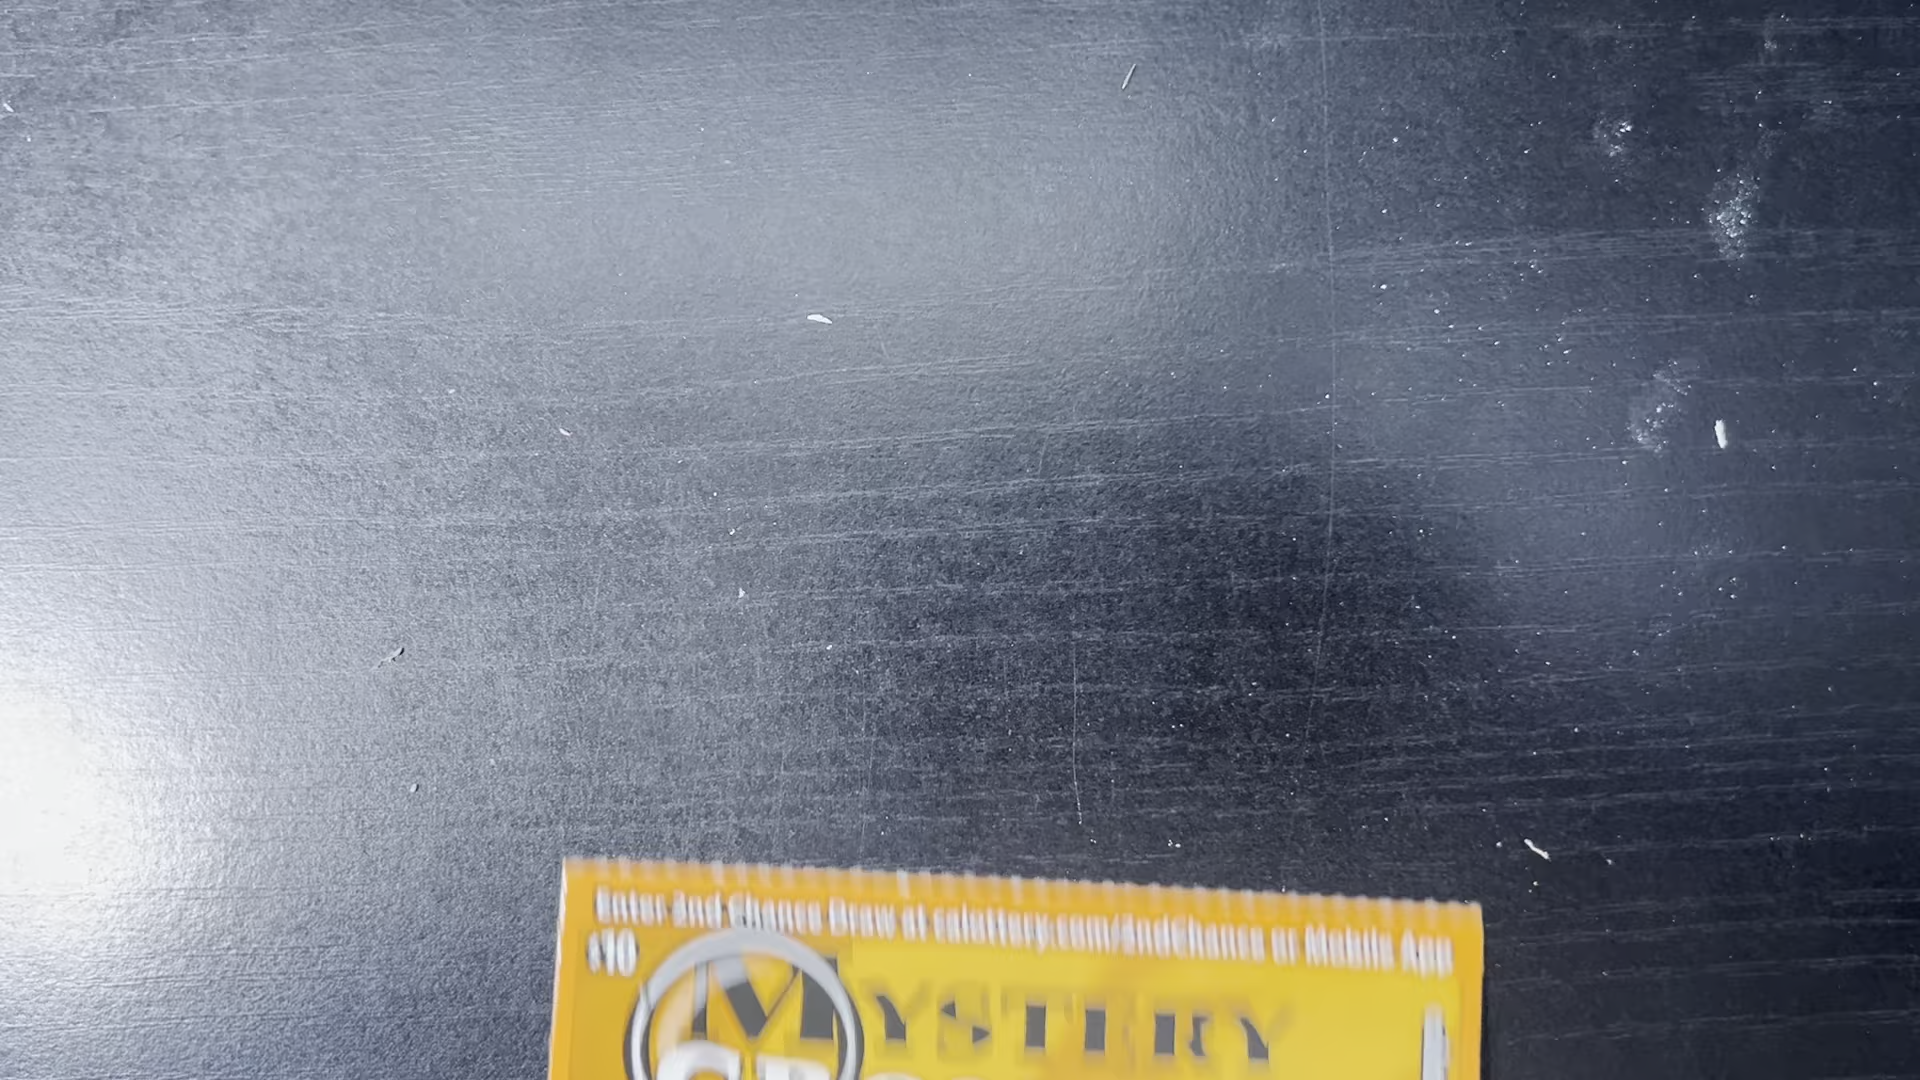 Enter 2nd Chance Draw at calottery.com/2ndChance or Mobile App
$10
MYSTERY